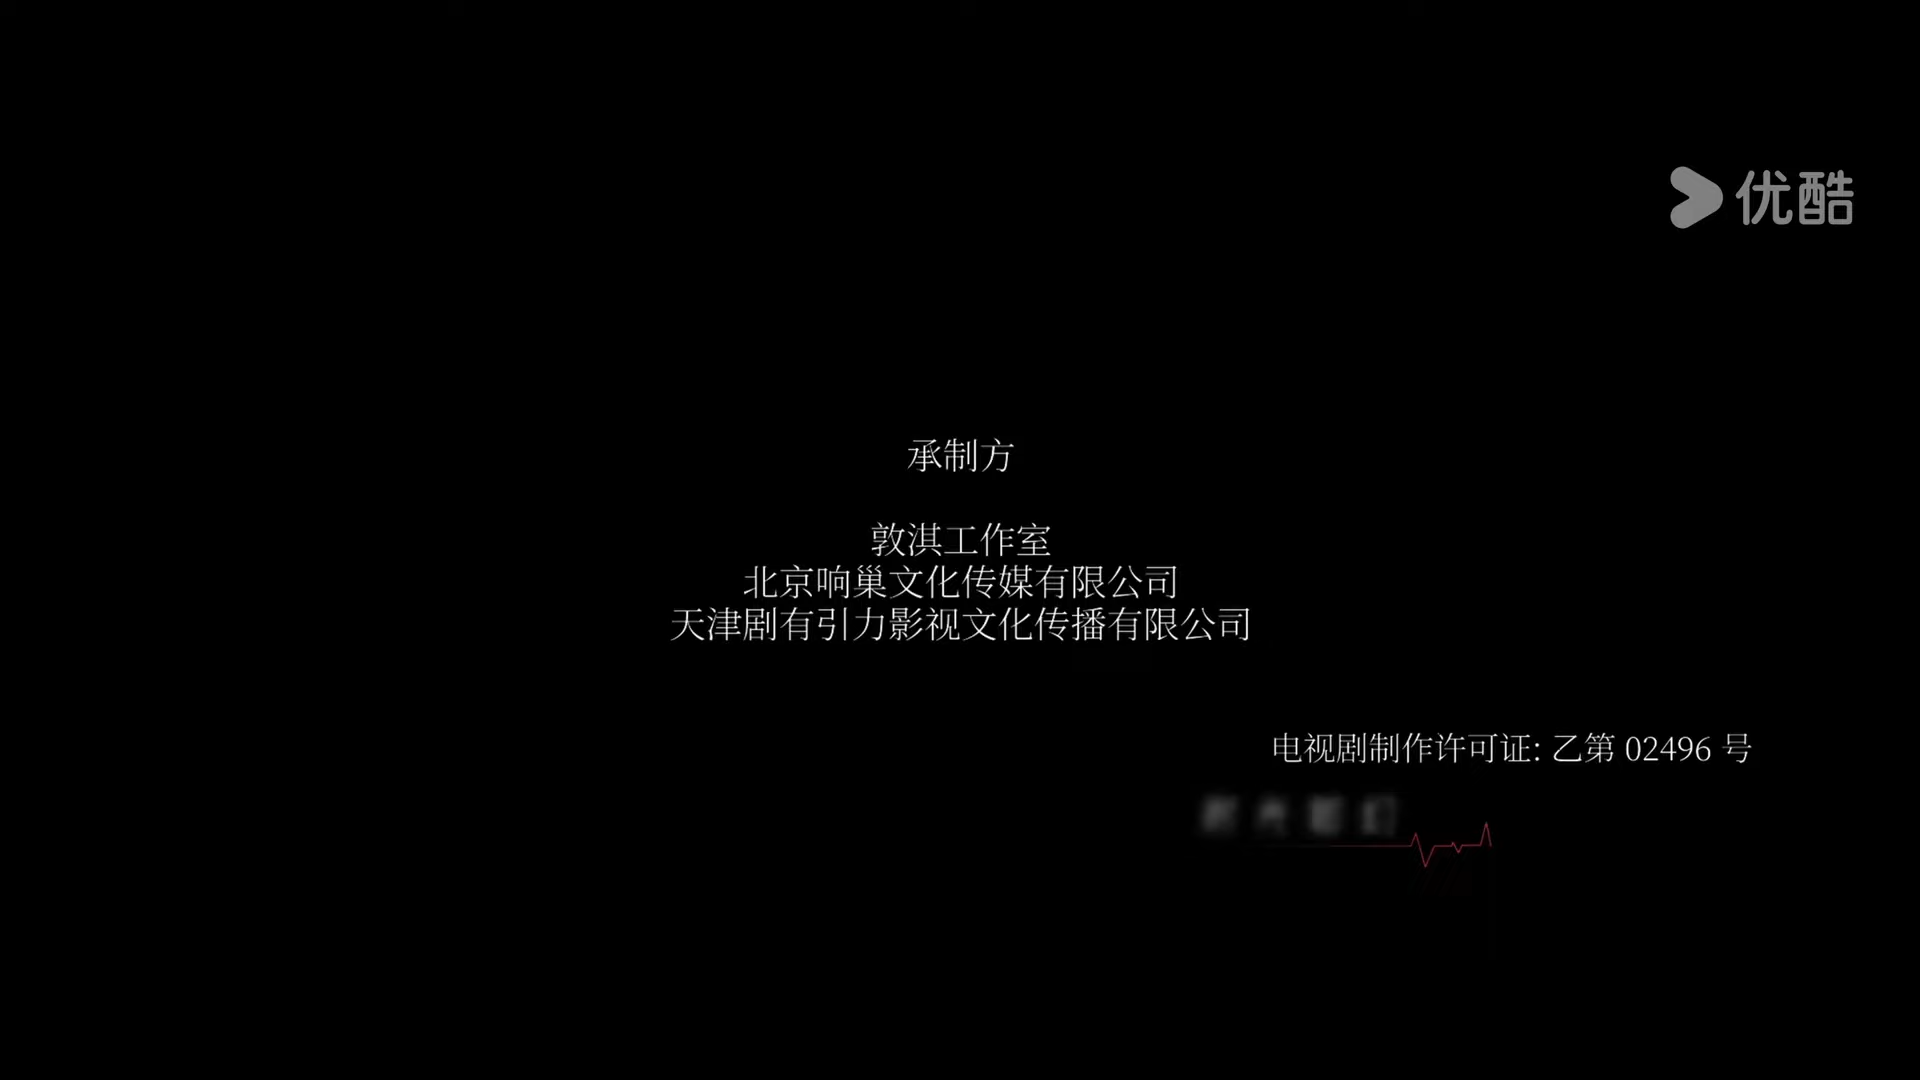 优酷
承制方
敦淇工作室
北京响巢文化传媒有限公司
天津剧有引力影视文化传播有限公司
电视剧制作许可证: 乙第 02496 号